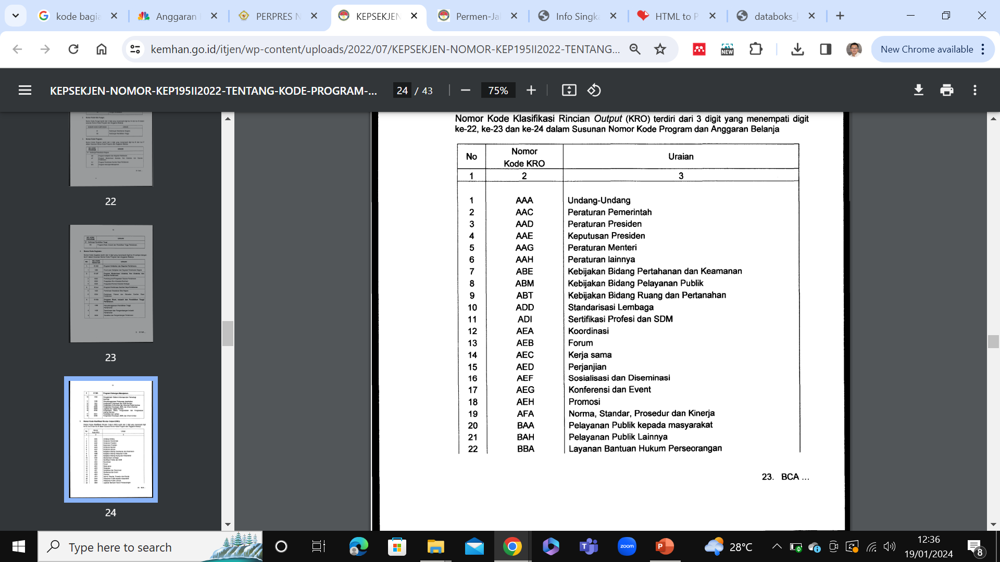 kode bagia
Anggaran
PERPRES N
KEPSEKJEN
Permen-Ja
Info Singka
HTML to P
databoks_
kemhan.go.id/itjen/wp-content/uploads/2022/07/KEPSEKJEN-NOMOR-KEP195II2022-TENTANG...
NEW
New Chrome available
KEPSEKJEN-NOMOR-KEP195II2022-TENTANG-KODE-PROGRAM-...
24 / 43
75%
22
23
24
Nomor Kode Klasifikasi Rincian Output (KRO) terdiri dari 3 digit yang menempati digit
ke-22, ke-23 dan ke-24 dalam Susunan Nomor Kode Program dan Anggaran Belanja
No Nomor Kode KRO Uraian
1 2 3
1 AAA Undang-Undang
2 AAC Peraturan Pemerintah
3 AAD Peraturan Presiden
4 AAE Keputusan Presiden
5 AAG Peraturan Menteri
6 AAH Peraturan lainnya
7 ABE Kebijakan Bidang Pertahanan dan Keamanan
8 ABM Kebijakan Bidang Pelayanan Publik
9 ABT Kebijakan Bidang Ruang dan Pertanahan
10 ADD Standarisasi Lembaga
11 ADI Sertifikasi Profesi dan SDM
12 AEA Koordinasi
13 AEB Forum
14 AEC Kerja sama
15 AED Perjanjian
16 AEF Sosialisasi dan Diseminasi
17 AEG Konferensi dan Event
18 AEH Promosi
19 AFA Norma, Standar, Prosedur dan Kinerja
20 BAA Pelayanan Publik kepada masyarakat
21 BAH Pelayanan Publik Lainnya
22 BBA Layanan Bantuan Hukum Perseorangan
23. BCA ...
Type here to search
zoom
28°C
12:36
19/01/2024
8